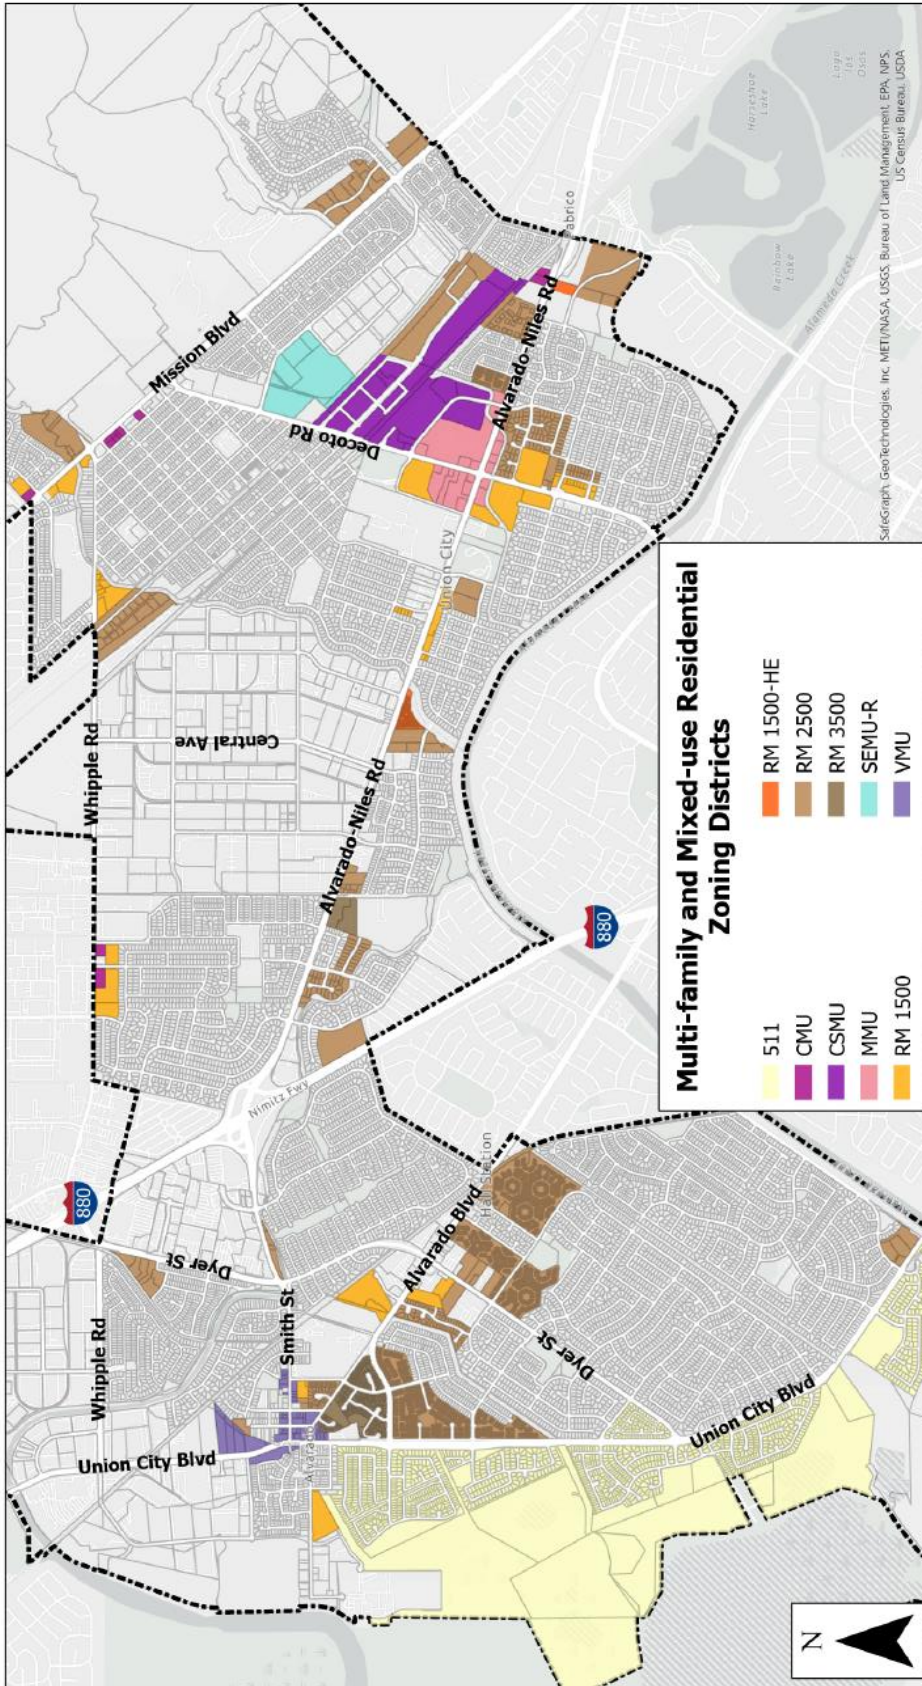 Multi-family and Mixed-use Residential
Zoning Districts
511
CMU
CSMU
MMU
RM 1500
RM 1500-HE
RM 2500
RM 3500
SEMU-R
VMU
N
Whipple Rd
Union City Blvd
Smith St
Dyer St
880
Alvarado Blvd
Dyer St
Union City Blvd
Nimitz Fwy
Whipple Rd
Central Ave
Alvarado-Niles Rd
880
Union City
Mission Blvd
Decoto Rd
Alvarado-Niles Rd
Horseshoe
Lake
Lago
los
Osos
Rainbow
Lake
Alameda Creek
SafeGraph, GeoTechnologies, Inc, METI/NASA, USGS, Bureau of Land Management, EPA, NPS,
US Census Bureau, USDA